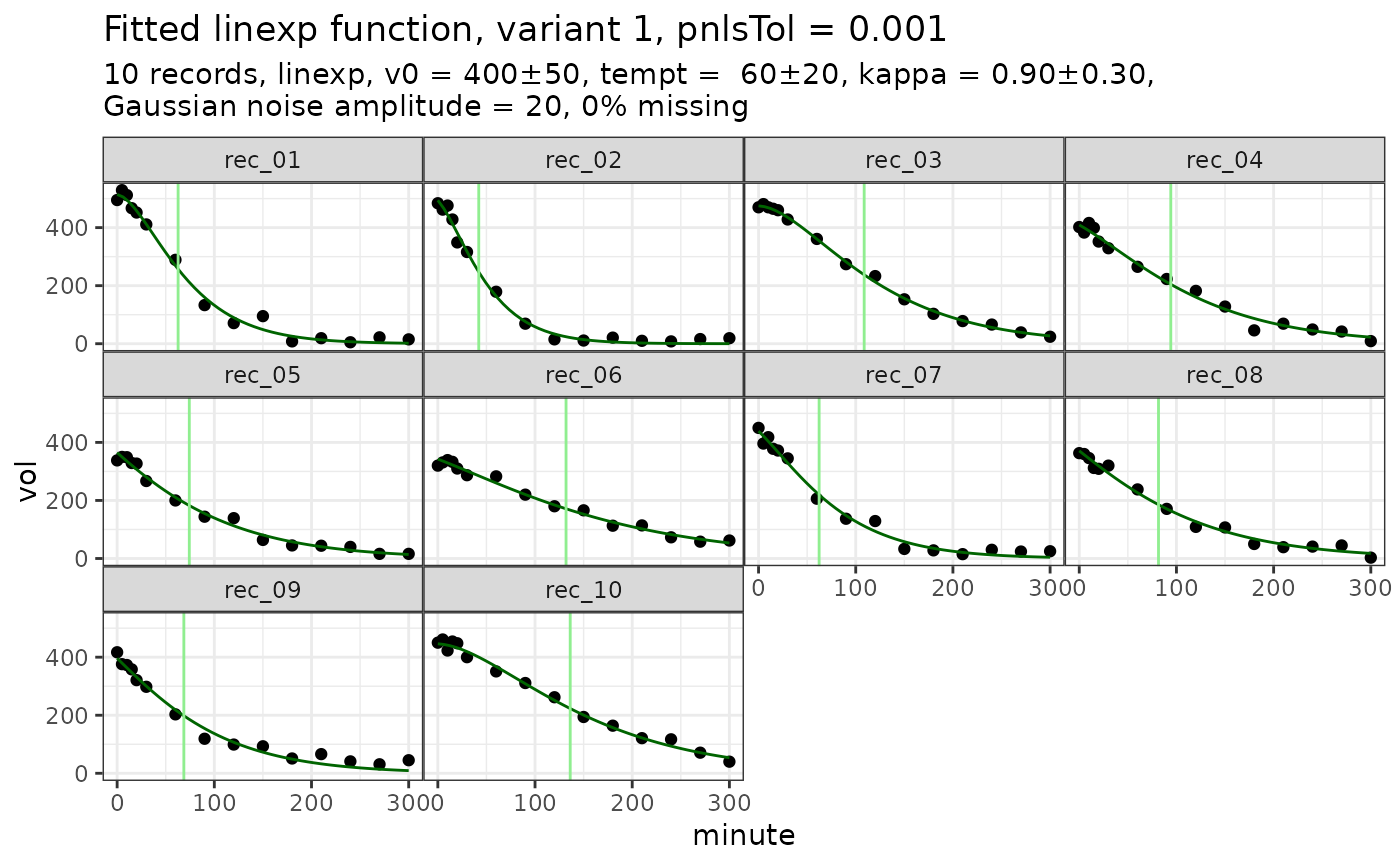 Fitted linexp function, variant 1, pnlsTol = 0.001
10 records, linexp, v0 = 400±50, tempt =  60±20, kappa = 0.90±0.30,
Gaussian noise amplitude = 20, 0% missing
rec_01 rec_02 rec_03 rec_04
400
200
0
rec_05 rec_06 rec_07 rec_08
400
200
0
0 100 200 300 0 100 200 300
rec_09 rec_10
400
200
0
0 100 200 300 0 100 200 300
vol
minute